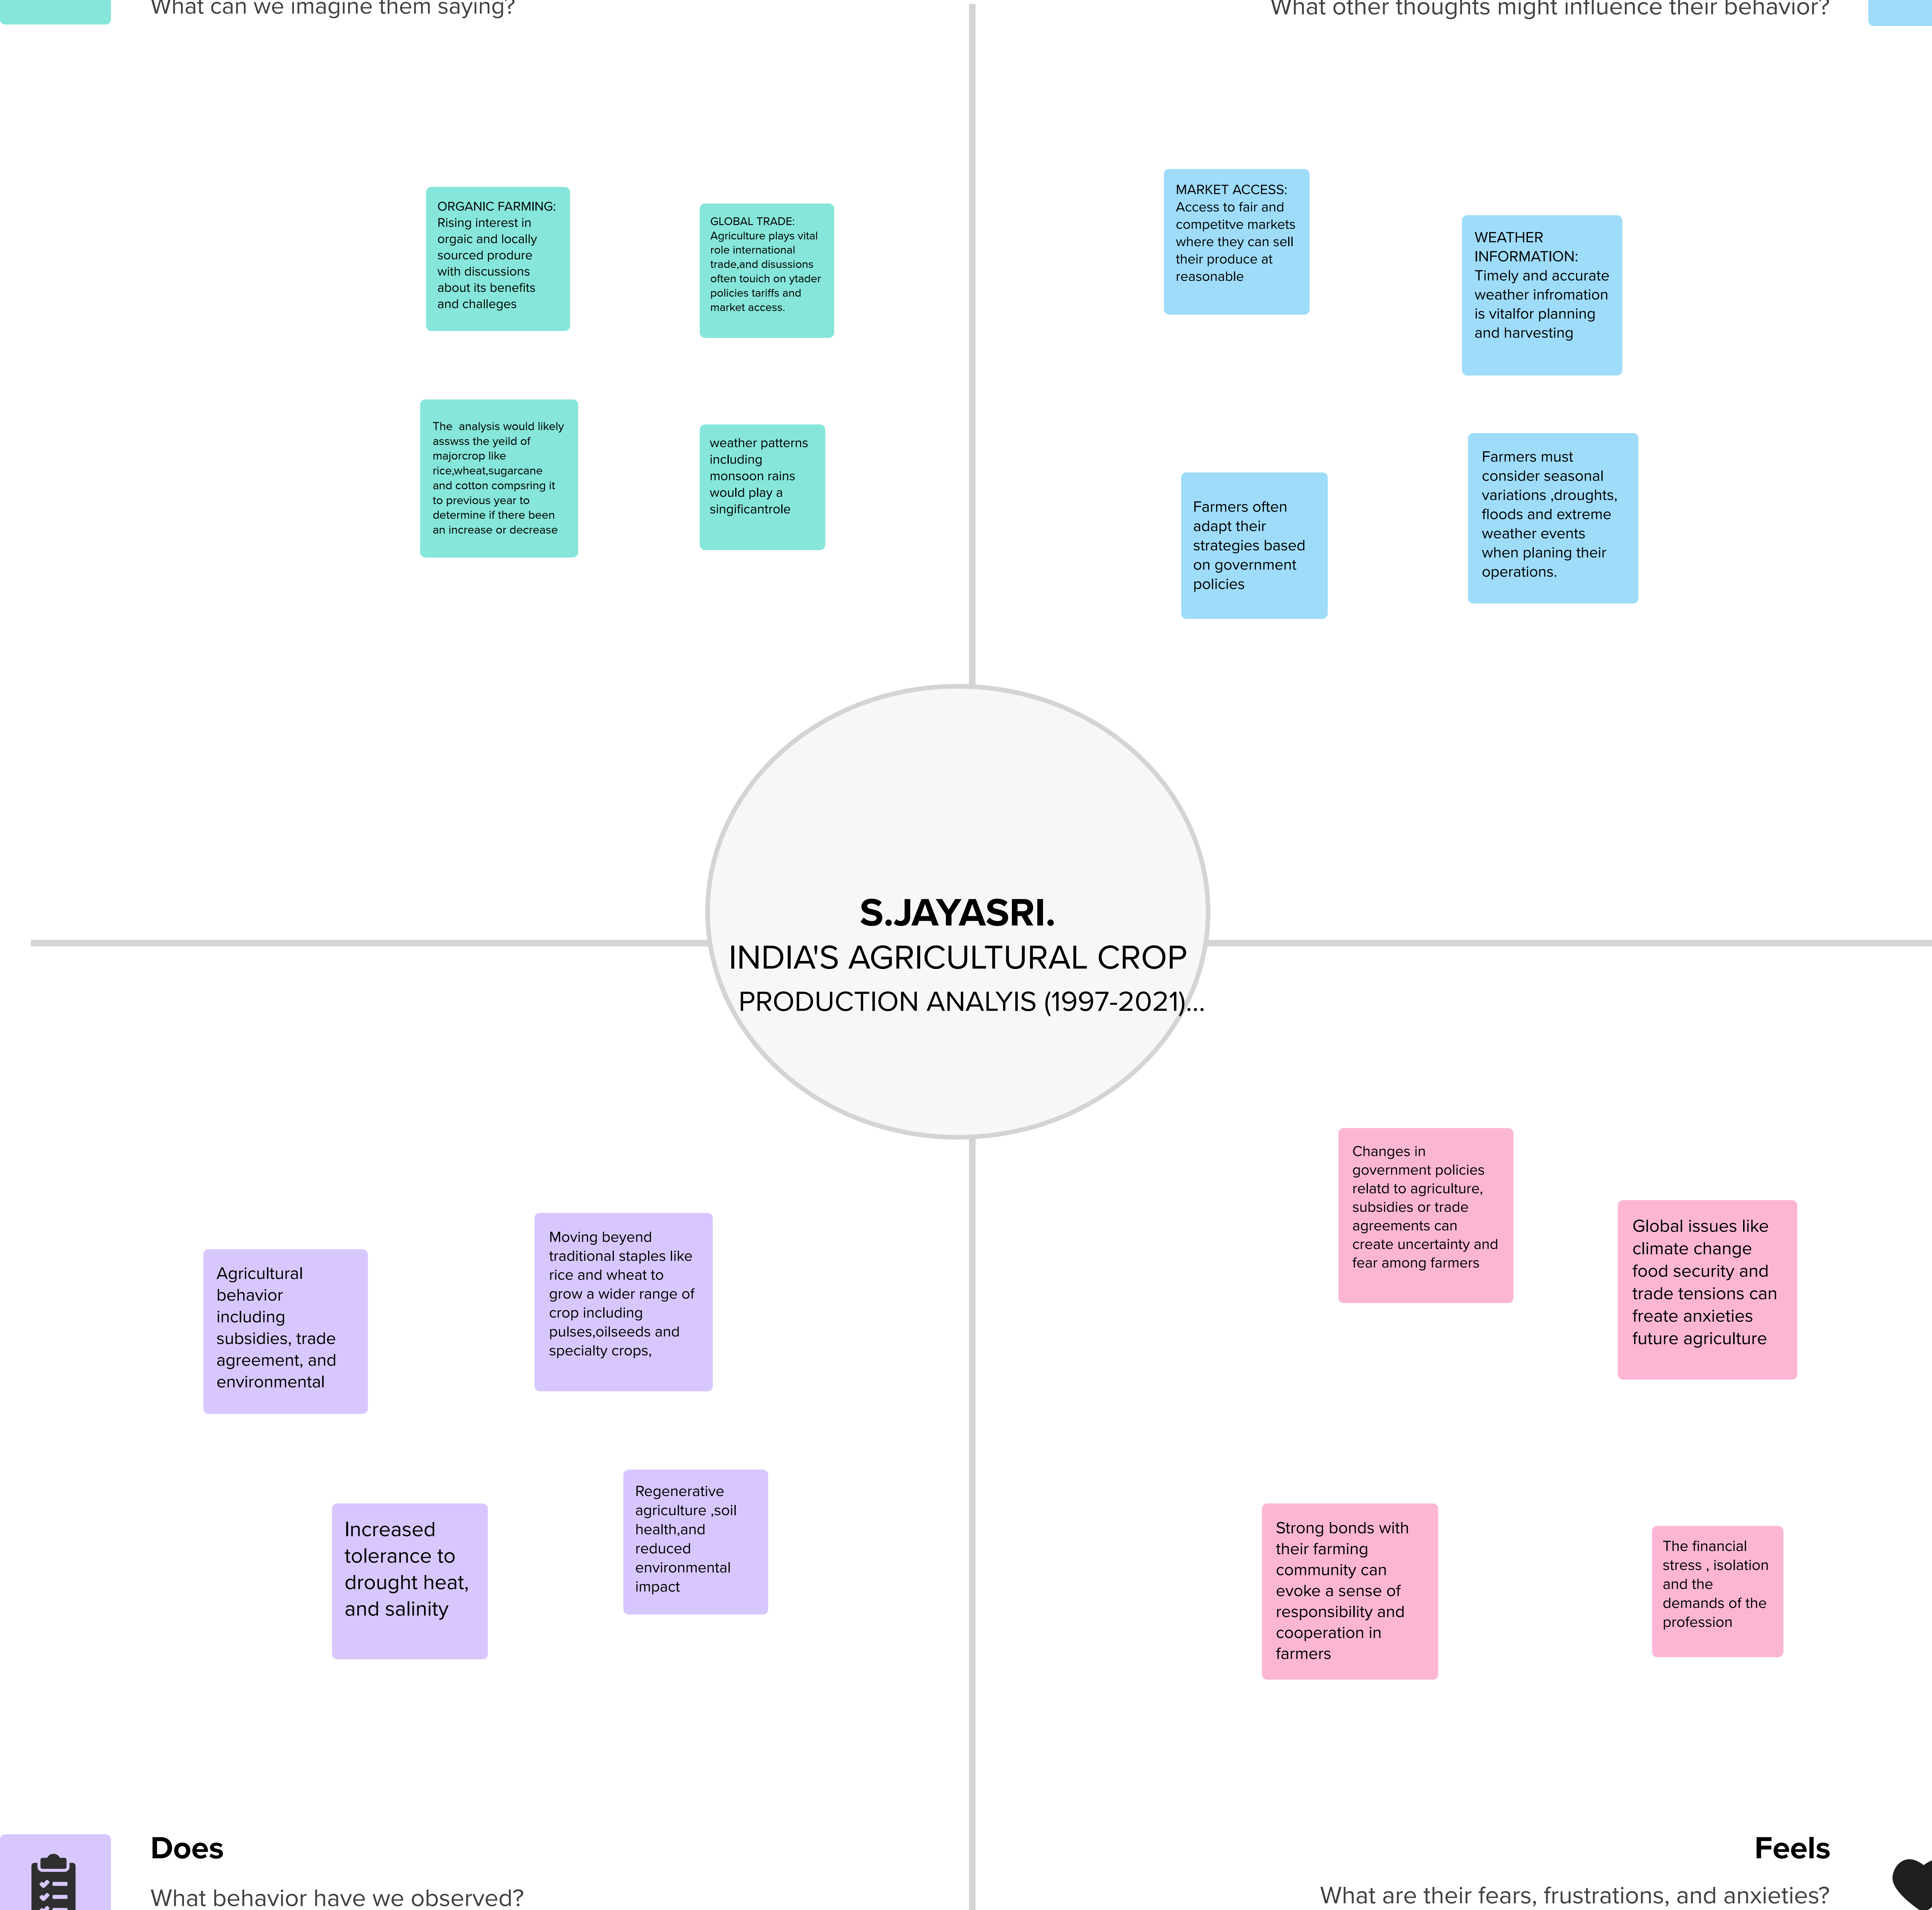 What can we imagine them saying?
What other thoughts might influence their behavior?
ORGANIC FARMING:
Rising interest in
orgaic and locally
sourced produre
with discussions
about its benefits
and challeges
GLOBAL TRADE:
Agriculture plays vital
role international
trade,and disussions
often touich on ytader
policies tariffs and
market access.
The  analysis would likely
asswss the yeild of
majorcrop like
rice,wheat,sugarcane
and cotton compsring it
to previous year to
determine if there been
an increase or decrease
weather patterns
including
monsoon rains
would play a
singificantrole
MARKET ACCESS:
Access to fair and
competitve markets
where they can sell
their produce at
reasonable
WEATHER
INFORMATION:
Timely and accurate
weather infromation
is vitalfor planning
and harvesting
Farmers often
adapt their
strategies based
on government
policies
Farmers must
consider seasonal
variations ,droughts,
floods and extreme
weather events
when planing their
operations.
S.JAYASRI.
INDIA'S AGRICULTURAL CROP
PRODUCTION ANALYIS (1997-2021)...
Agricultural
behavior
including
subsidies, trade
agreement, and
environmental
Moving beyend
traditional staples like
rice and wheat to
grow a wider range of
crop including
pulses,oilseeds and
specialty crops,
Increased
tolerance to
drought heat,
and salinity
Regenerative
agriculture ,soil
health,and
reduced
environmental
impact
Changes in
government policies
relatd to agriculture,
subsidies or trade
agreements can
create uncertainty and
fear among farmers
Global issues like
climate change
food security and
trade tensions can
freate anxieties
future agriculture
Strong bonds with
their farming
community can
evoke a sense of
responsibility and
cooperation in
farmers
The financial
stress , isolation
and the
demands of the
profession
Does
What behavior have we observed?
Feels
What are their fears, frustrations, and anxieties?